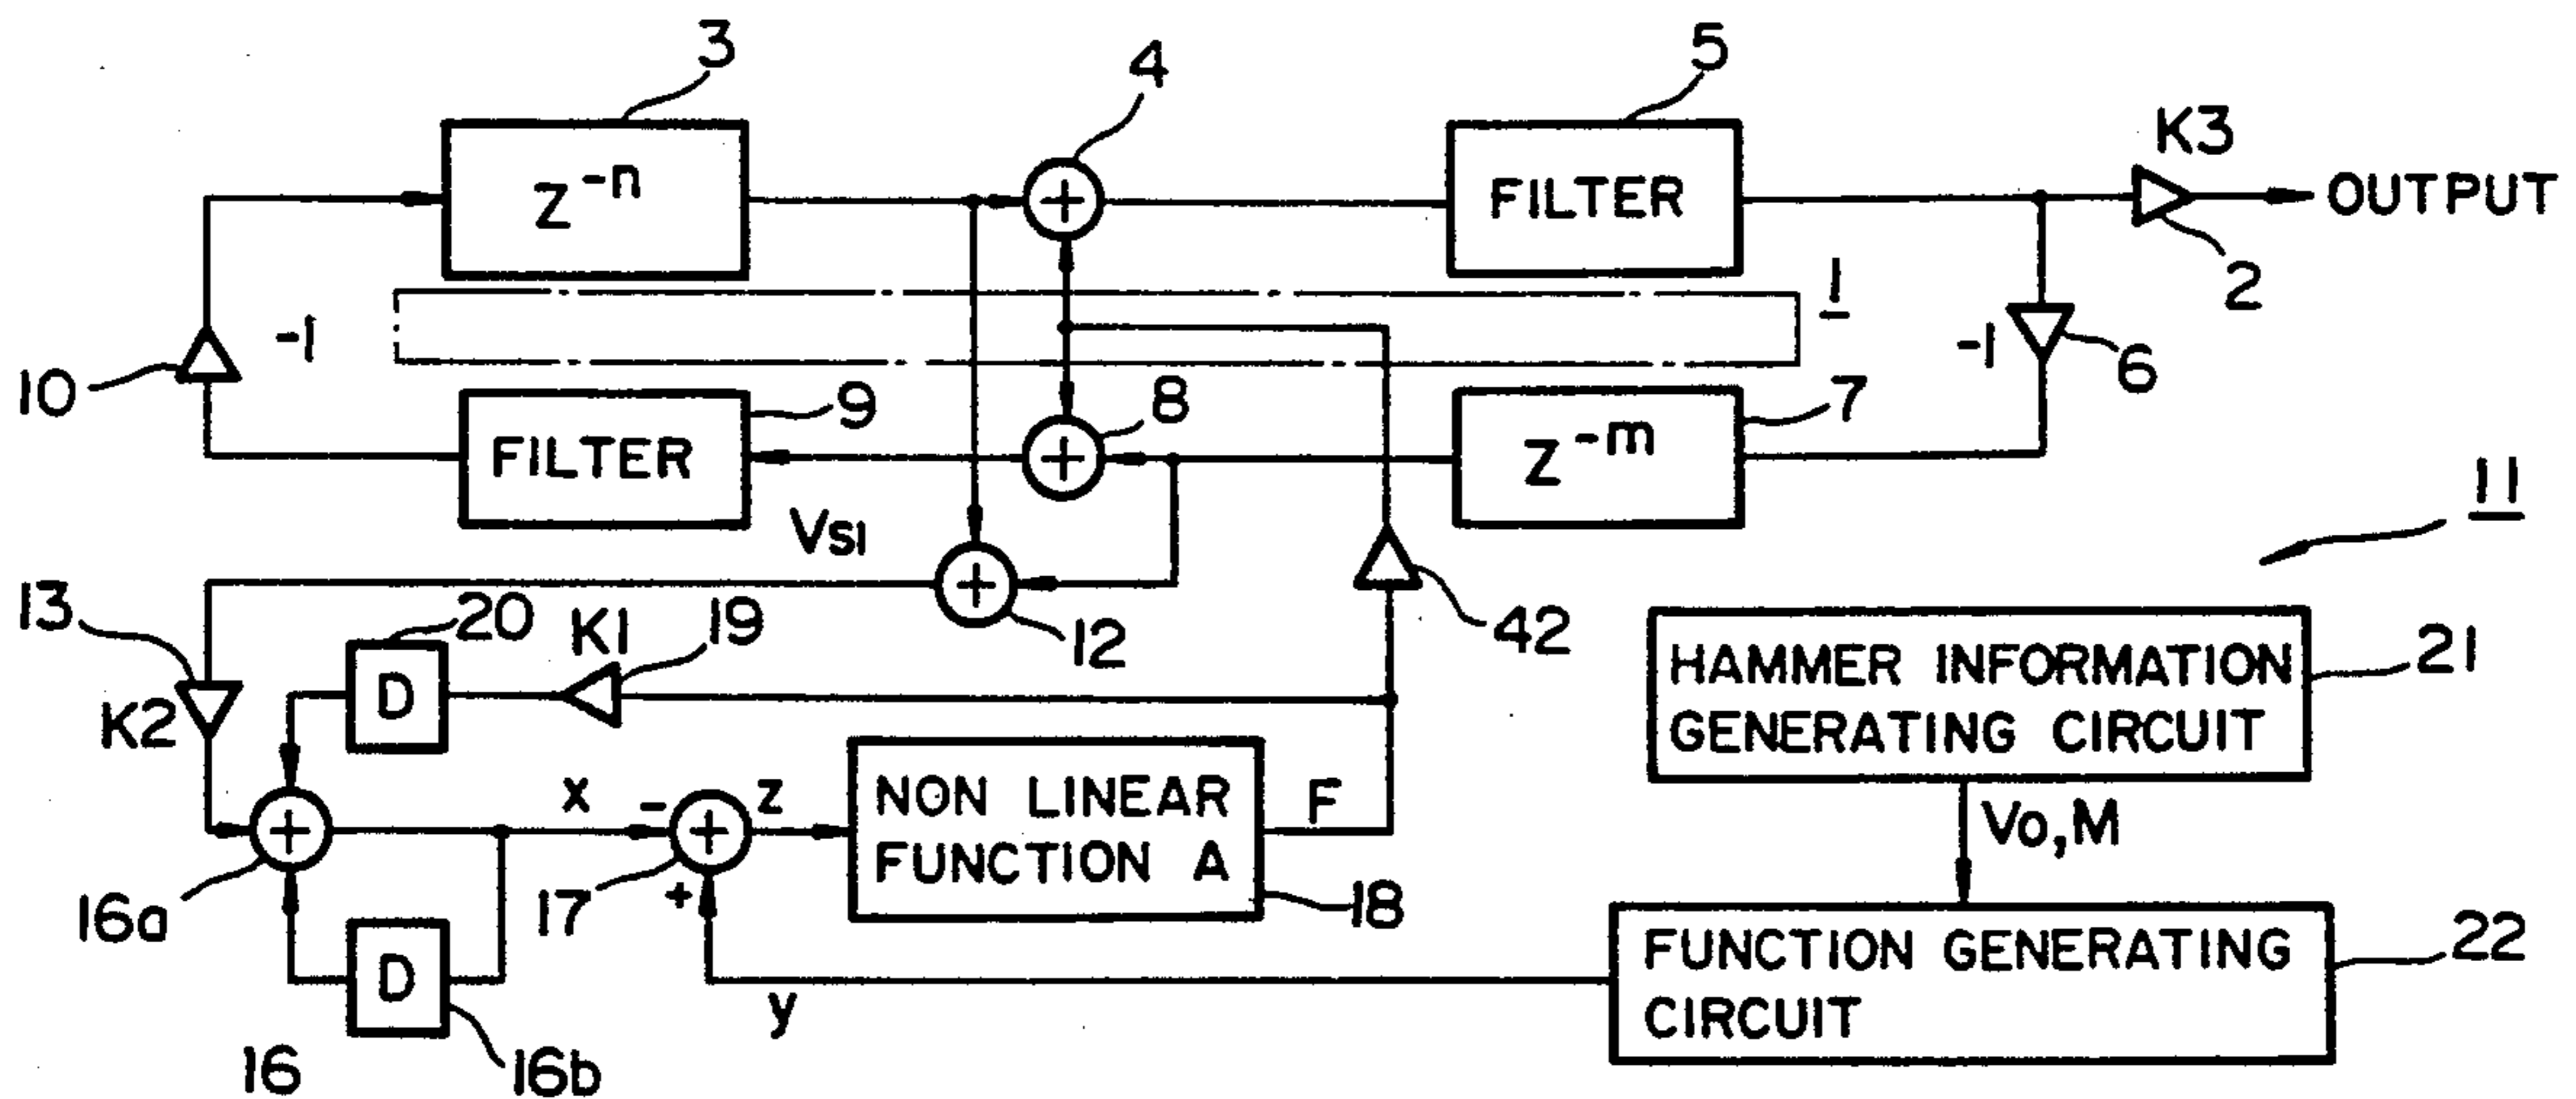 3
4
5
K3
Z^-n
+
FILTER
OUTPUT
2
1
-1
-1
6
10
9
8
7
FILTER
+
Z^-m
11
Vs1
+
13
20
K1
19
12
42
HAMMER INFORMATION
GENERATING CIRCUIT
21
K2
D
x
-
z
NON LINEAR
FUNCTION A
F
Vo,M
+
+
16a
17
+
18
D
y
FUNCTION GENERATING
CIRCUIT
22
16
16b